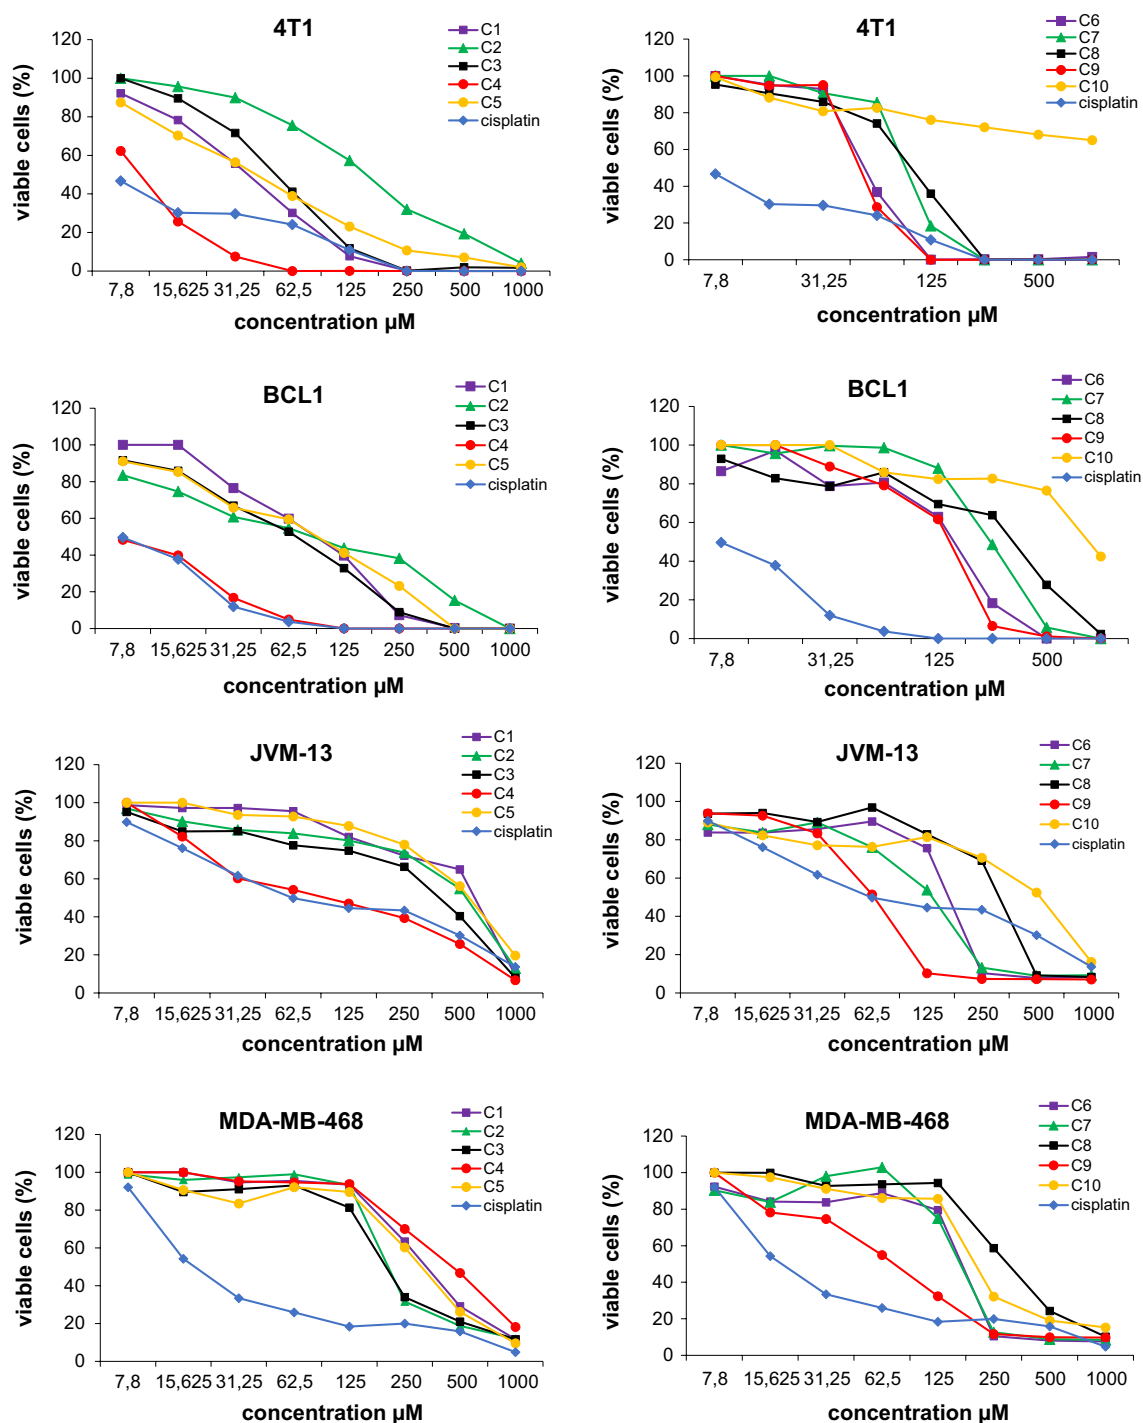 4T1
C1
C2
C3
C4
C5
cisplatin
viable cells (%)
120
100
80
60
40
20
0
7,8 15,625 31,25 62,5 125 250 500 1000
concentration µM
4T1
C6
C7
C8
C9
C10
cisplatin
viable cells (%)
120
100
80
60
40
20
0
7,8 31,25 125 500
concentration µM
BCL1
C1
C2
C3
C4
C5
cisplatin
viable cells (%)
120
100
80
60
40
20
0
7,8 15,625 31,25 62,5 125 250 500 1000
concentration µM
BCL1
C6
C7
C8
C9
C10
cisplatin
viable cells (%)
120
100
80
60
40
20
0
7,8 31,25 125 500
concentration µM
JVM-13
C1
C2
C3
C4
C5
cisplatin
viable cells (%)
120
100
80
60
40
20
0
7,8 15,625 31,25 62,5 125 250 500 1000
concentration µM
JVM-13
C6
C7
C8
C9
C10
cisplatin
viable cells (%)
120
100
80
60
40
20
0
7,8 15,625 31,25 62,5 125 250 500 1000
concentration µM
MDA-MB-468
C1
C2
C3
C4
C5
cisplatin
viable cells (%)
120
100
80
60
40
20
0
7,8 15,625 31,25 62,5 125 250 500 1000
concentration µM
MDA-MB-468
C6
C7
C8
C9
C10
cisplatin
viable cells (%)
120
100
80
60
40
20
0
7,8 15,625 31,25 62,5 125 250 500 1000
concentration µM